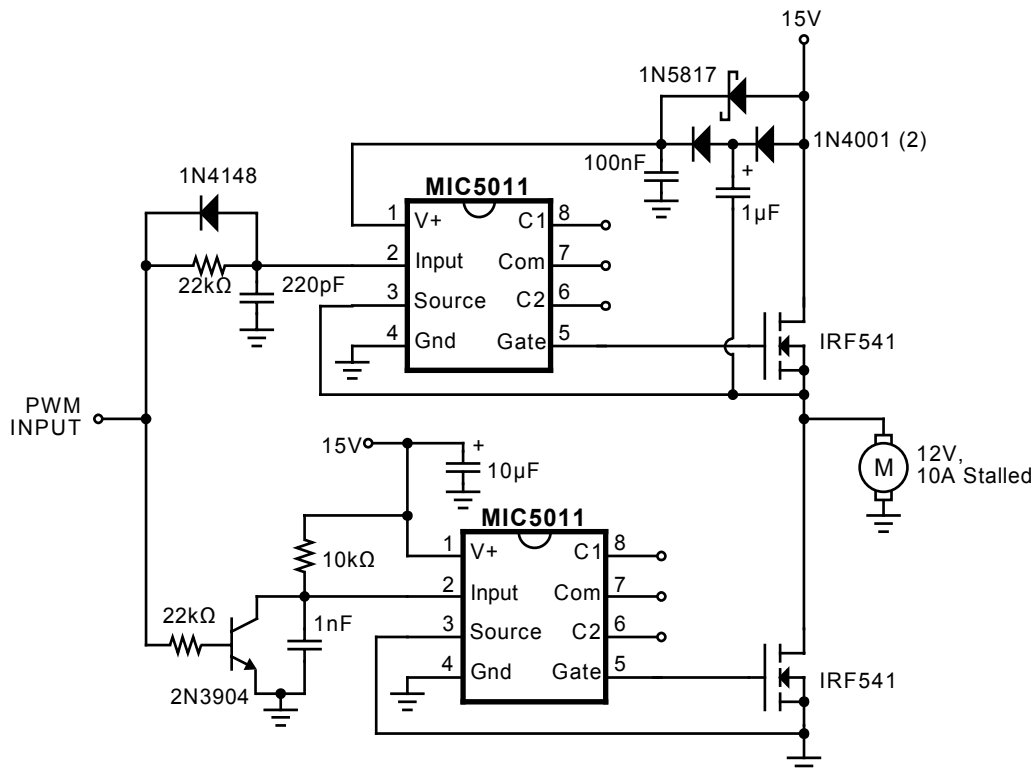 15V
1N5817
1N4001 (2)
100nF
+
1µF
1N4148
MIC5011
1 V+ C1 8
2 Input Com 7
3 Source C2 6
4 Gnd Gate 5
22kΩ
220pF
IRF541
PWM
INPUT
15V
+
10µF
M
12V,
10A Stalled
MIC5011
10kΩ
1 V+ C1 8
2 Input Com 7
3 Source C2 6
4 Gnd Gate 5
22kΩ
1nF
2N3904
IRF541